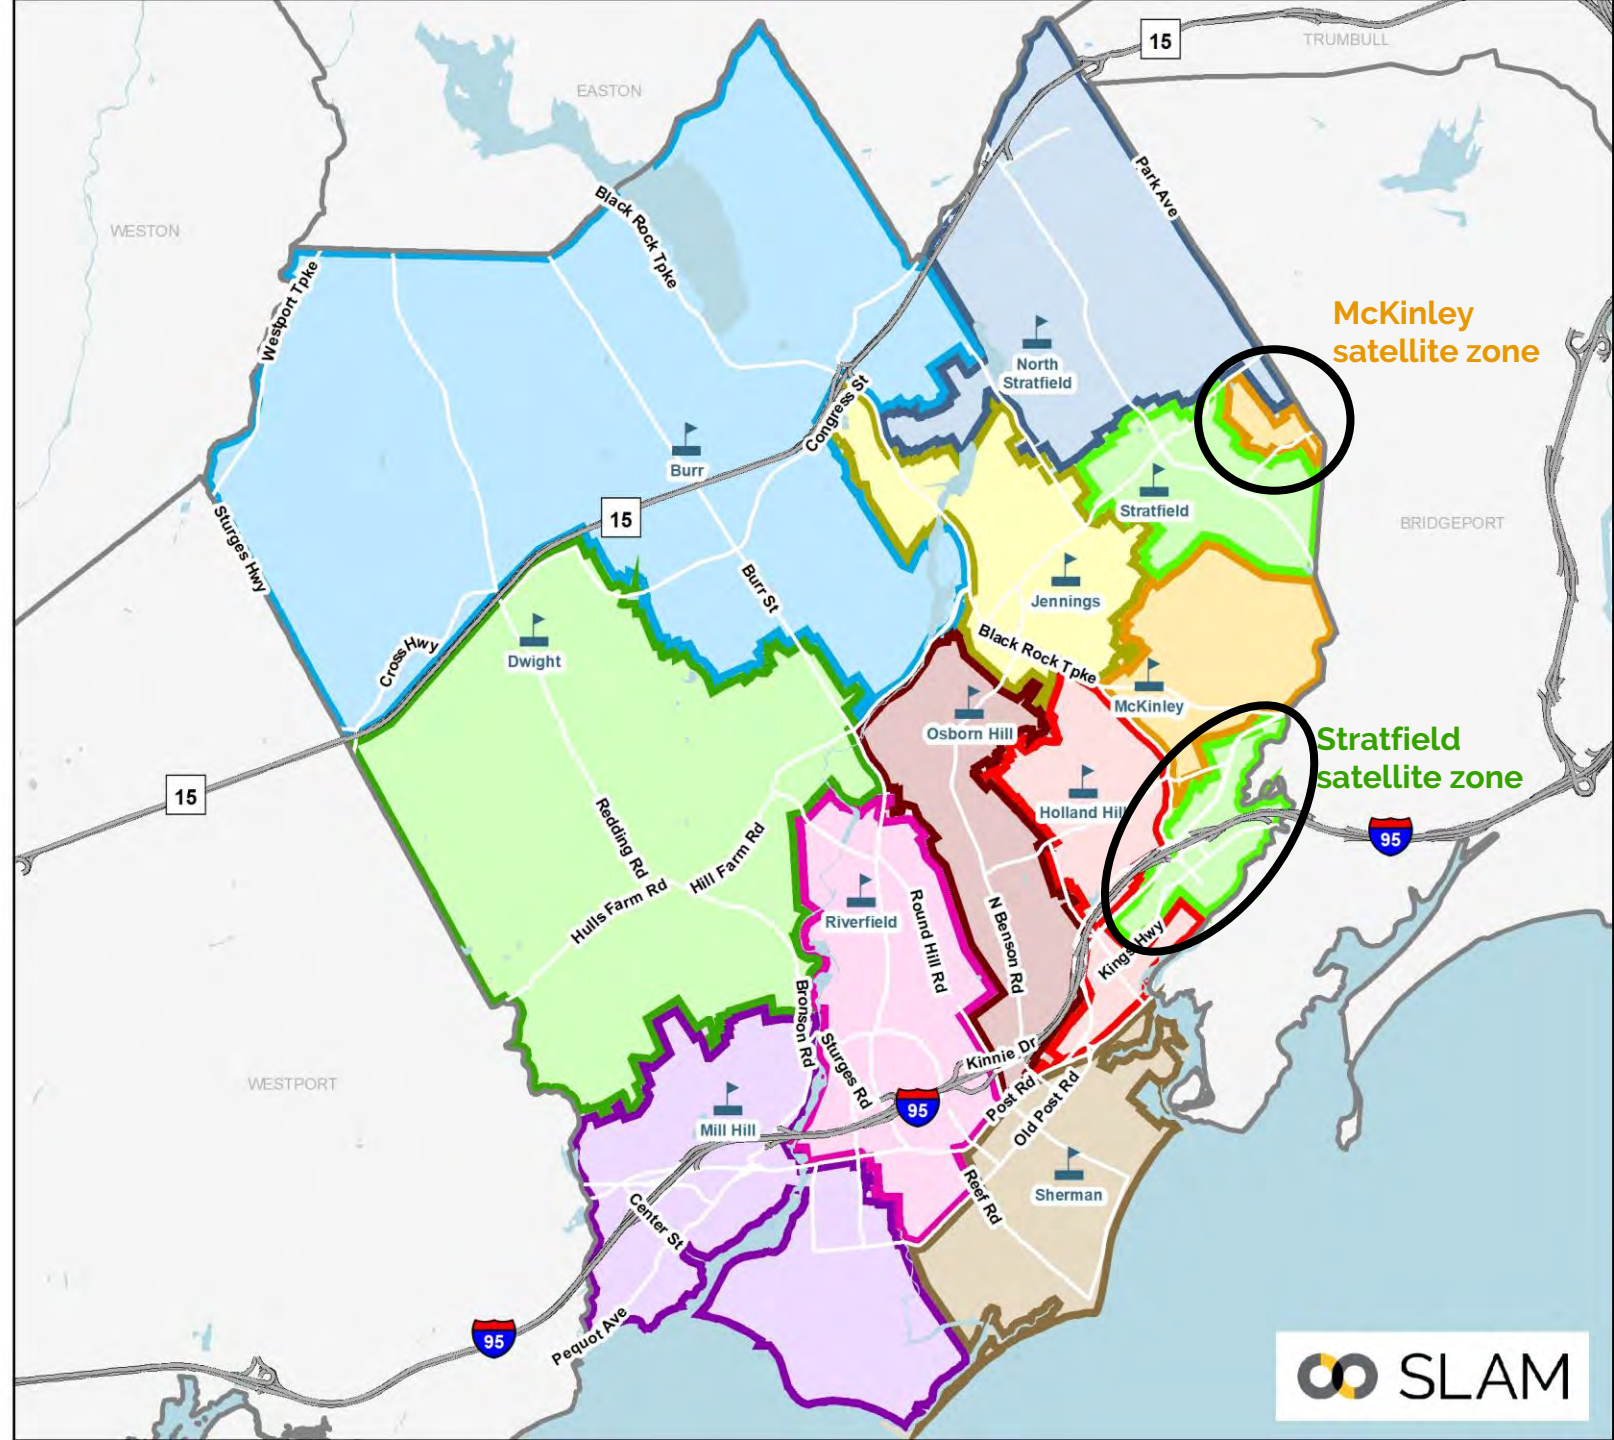 15
TRUMBULL
EASTON
Park Ave
Black Rock Tpke
WESTON
Westport Tpke
McKinley
satellite zone
North
Stratfield
Congress St
Burr
Stratfield
15
BRIDGEPORT
Sturges Hwy
Burr St
Jennings
Black Rock Tpke
Cross Hwy
Dwight
McKinley
Osborn Hill
Stratfield
satellite zone
15
Holland Hill
95
Redding Rd
Hill Farm Rd
Hulls Farm Rd
Riverfield
Round Hill Rd
N Benson Rd
Kings Hwy
Bronson Rd
Sturges Rd
Kinnie Dr
WESTPORT
95
Post Rd
Old Post Rd
Mill Hill
Sherman
Reef Rd
Center St
95
Pequot Ave
SLAM